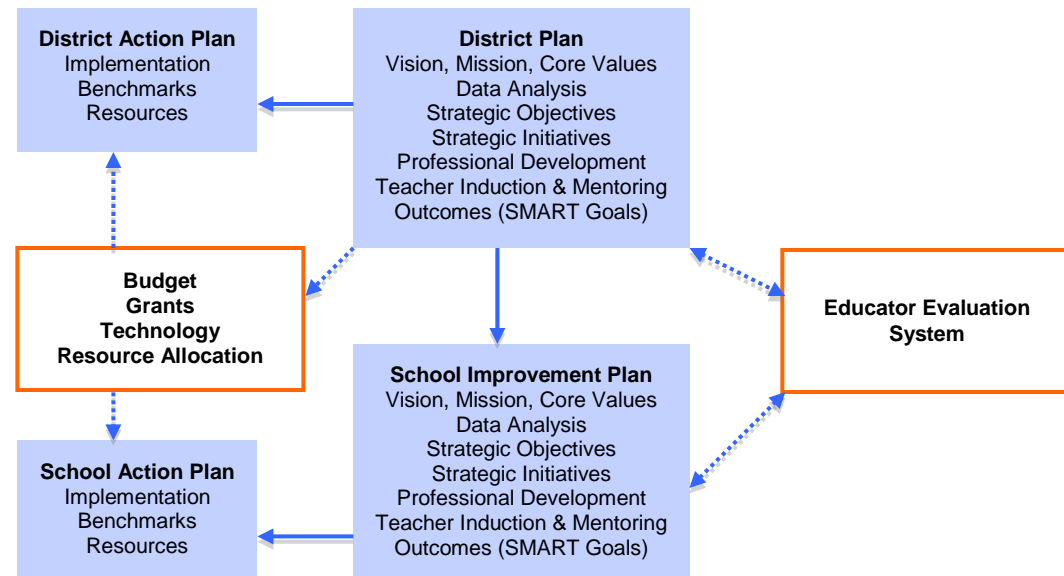 District Action Plan
Implementation
Benchmarks
Resources
District Plan
Vision, Mission, Core Values
Data Analysis
Strategic Objectives
Strategic Initiatives
Professional Development
Teacher Induction & Mentoring
Outcomes (SMART Goals)
Budget
Grants
Technology
Resource Allocation
Educator Evaluation
System
School Improvement Plan
Vision, Mission, Core Values
Data Analysis
Strategic Objectives
Strategic Initiatives
Professional Development
Teacher Induction & Mentoring
Outcomes (SMART Goals)
School Action Plan
Implementation
Benchmarks
Resources